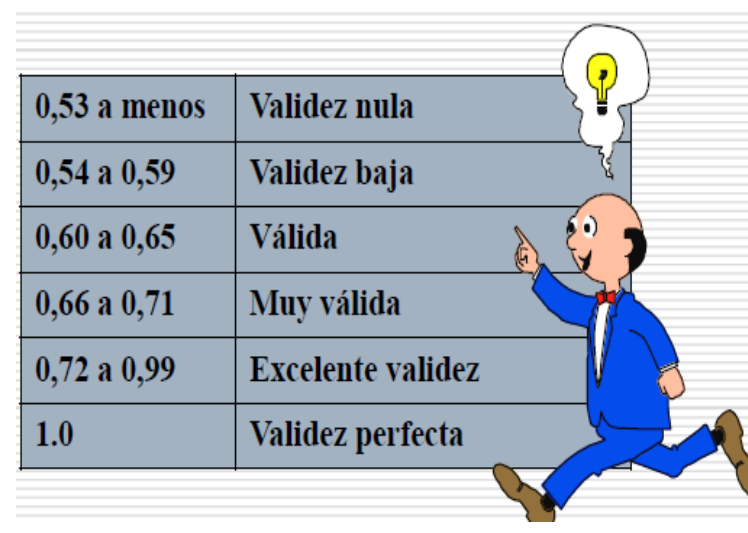 0,53 a menos Validez nula
0,54 a 0,59 Validez baja
0,60 a 0,65 Válida
0,66 a 0,71 Muy válida
0,72 a 0,99 Excelente validez
1.0 Validez perfecta